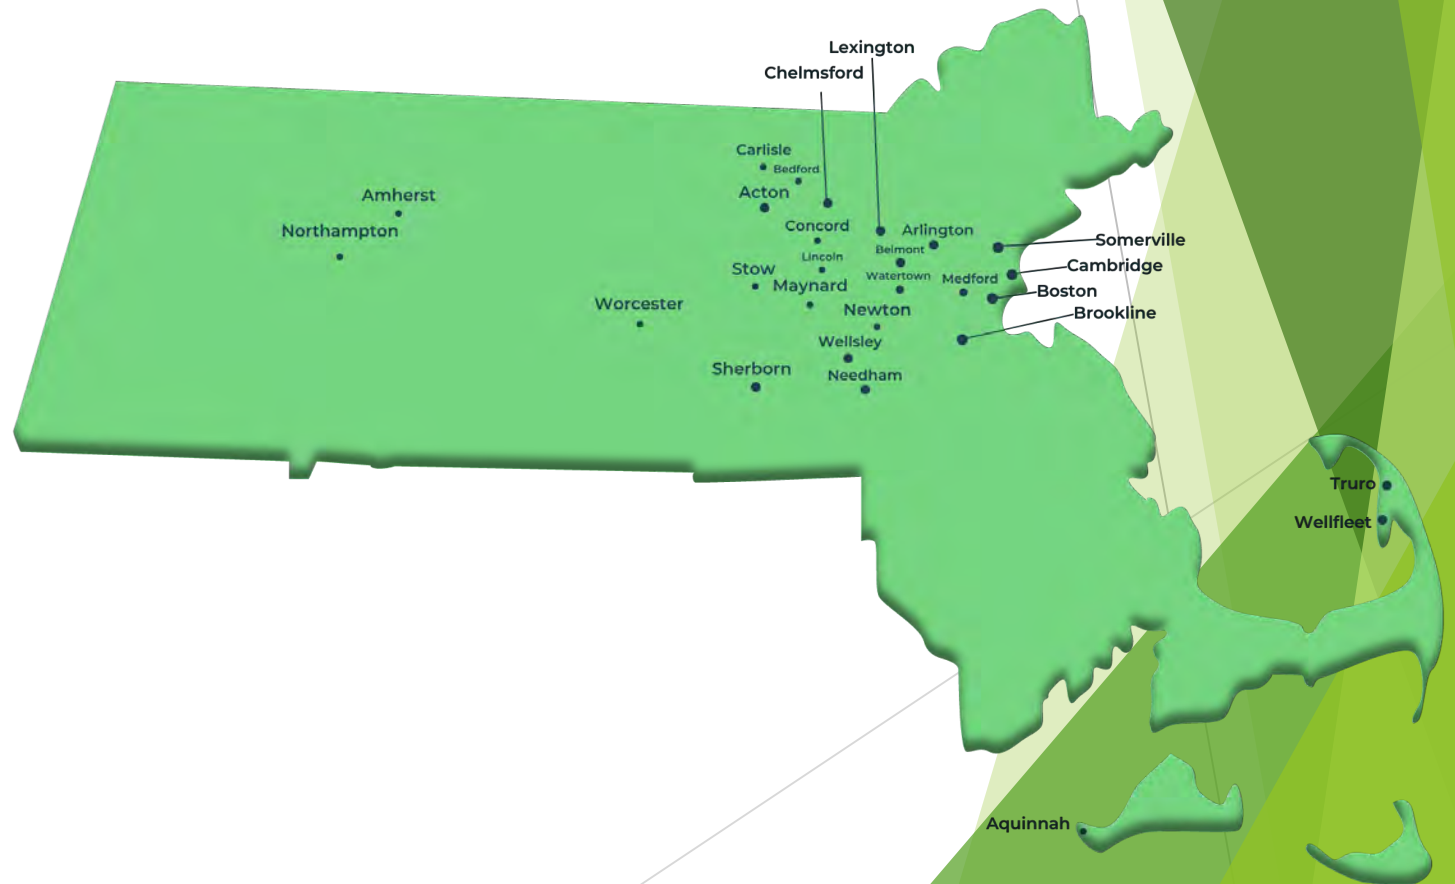 Lexington
Chelmsford
Carlisle
Bedford
Amherst
Acton
Northampton
Concord
Arlington
Somerville
Belmont
Lincoln
Cambridge
Stow
Watertown
Medford
Maynard
Boston
Worcester
Newton
Brookline
Wellsley
Sherborn
Needham
Truro
Wellfleet
Aquinnah